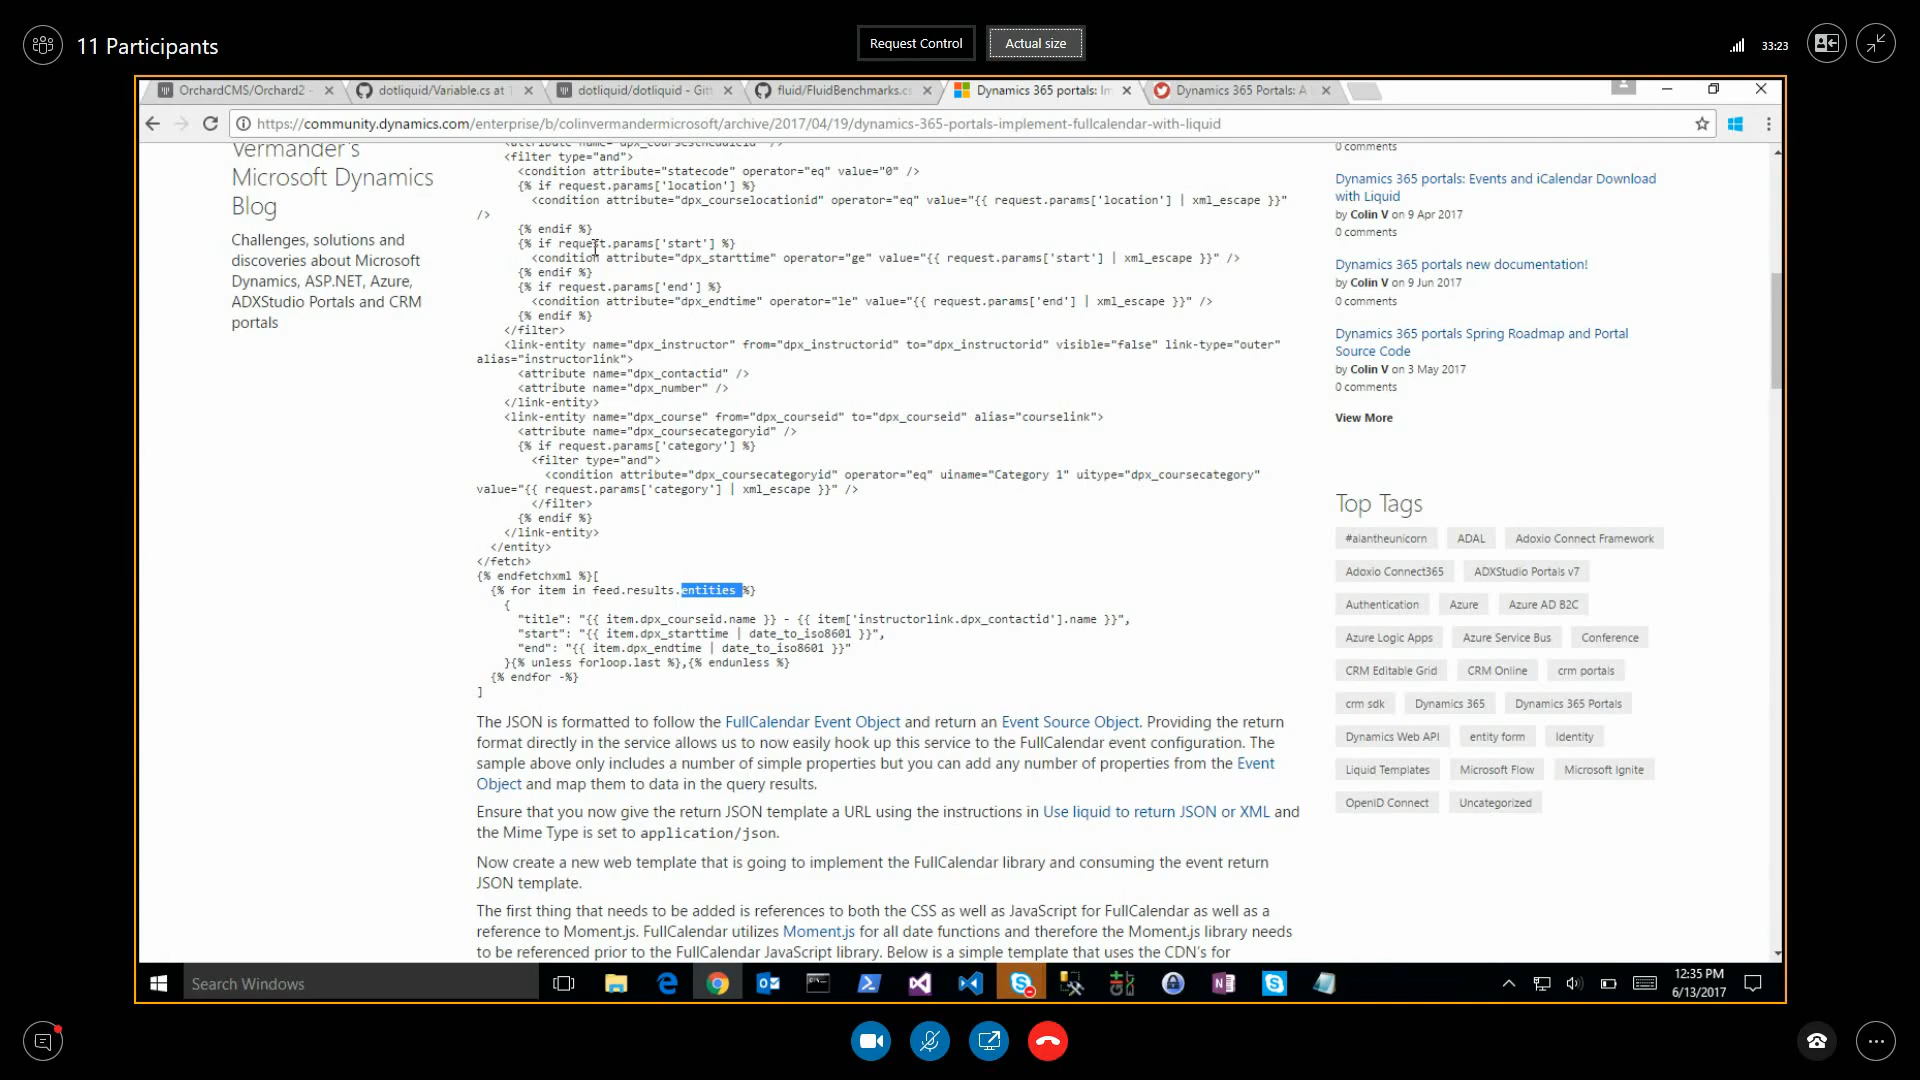 11 Participants
Request Control
Actual size
33:23
OrchardCMS/Orchard2 -
dotliquid/Variable.cs at
dotliquid/dotliquid - Gitt
fluid/FluidBenchmarks.cs
Dynamics 365 portals: Im
Dynamics 365 Portals: A
https://community.dynamics.com/enterprise/b/colinvermandermicrosoft/archive/2017/04/19/dynamics-365-portals-implement-fullcalendar-with-liquid
Vermander's
Microsoft Dynamics
Blog
Challenges, solutions and
discoveries about Microsoft
Dynamics, ASP.NET, Azure,
ADXStudio Portals and CRM
portals
<attribute name="dpx_coursescheduleid" />
<filter type="and">
<condition attribute="statecode" operator="eq" value="0" />
{% if request.params['location'] %}
<condition attribute="dpx_courselocationid" operator="eq" value="{{ request.params['location'] | xml_escape }}"
/>
{% endif %}
{% if request.params['start'] %}
<condition attribute="dpx_starttime" operator="ge" value="{{ request.params['start'] | xml_escape }}" />
{% endif %}
{% if request.params['end'] %}
<condition attribute="dpx_endtime" operator="le" value="{{ request.params['end'] | xml_escape }}" />
{% endif %}
</filter>
<link-entity name="dpx_instructor" from="dpx_instructorid" to="dpx_instructorid" visible="false" link-type="outer"
alias="instructorlink">
<attribute name="dpx_contactid" />
<attribute name="dpx_number" />
</link-entity>
<link-entity name="dpx_course" from="dpx_courseid" to="dpx_courseid" alias="courselink">
<attribute name="dpx_coursecategoryid" />
{% if request.params['category'] %}
<filter type="and">
<condition attribute="dpx_coursecategoryid" operator="eq" uiname="Category 1" uitype="dpx_coursecategory"
value="{{ request.params['category'] | xml_escape }}" />
</filter>
{% endif %}
</link-entity>
</entity>
</fetch>
{% endfetchxml %}[
{% for item in feed.results.entities %}
{
"title": "{{ item.dpx_courseid.name }} - {{ item['instructorlink.dpx_contactid'].name }}",
"start": "{{ item.dpx_starttime | date_to_iso8601 }}",
"end": "{{ item.dpx_endtime | date_to_iso8601 }}"
}{% unless forloop.last %},{% endunless %}
{% endfor -%}
]
The JSON is formatted to follow the FullCalendar Event Object and return an Event Source Object. Providing the return
format directly in the service allows us to now easily hook up this service to the FullCalendar event configuration. The
sample above only includes a number of simple properties but you can add any number of properties from the Event
Object and map them to data in the query results.
Ensure that you now give the return JSON template a URL using the instructions in Use liquid to return JSON or XML and
the Mime Type is set to application/json.
Now create a new web template that is going to implement the FullCalendar library and consuming the event return
JSON template.
The first thing that needs to be added is references to both the CSS as well as JavaScript for FullCalendar as well as a
reference to Moment.js. FullCalendar utilizes Moment.js for all date functions and therefore the Moment.js library needs
to be referenced prior to the FullCalendar JavaScript library. Below is a simple template that uses the CDN's for
0 comments
Dynamics 365 portals: Events and iCalendar Download
with Liquid
by Colin V on 9 Apr 2017
0 comments
Dynamics 365 portals new documentation!
by Colin V on 9 Jun 2017
0 comments
Dynamics 365 portals Spring Roadmap and Portal
Source Code
by Colin V on 3 May 2017
0 comments
View More
Top Tags
#alantheunicorn ADAL Adoxio Connect Framework
Adoxio Connect365 ADXStudio Portals v7
Authentication Azure Azure AD B2C
Azure Logic Apps Azure Service Bus Conference
CRM Editable Grid CRM Online crm portals
crm sdk Dynamics 365 Dynamics 365 Portals
Dynamics Web API entity form Identity
Liquid Templates Microsoft Flow Microsoft Ignite
OpenID Connect Uncategorized
Search Windows
12:35 PM
6/13/2017